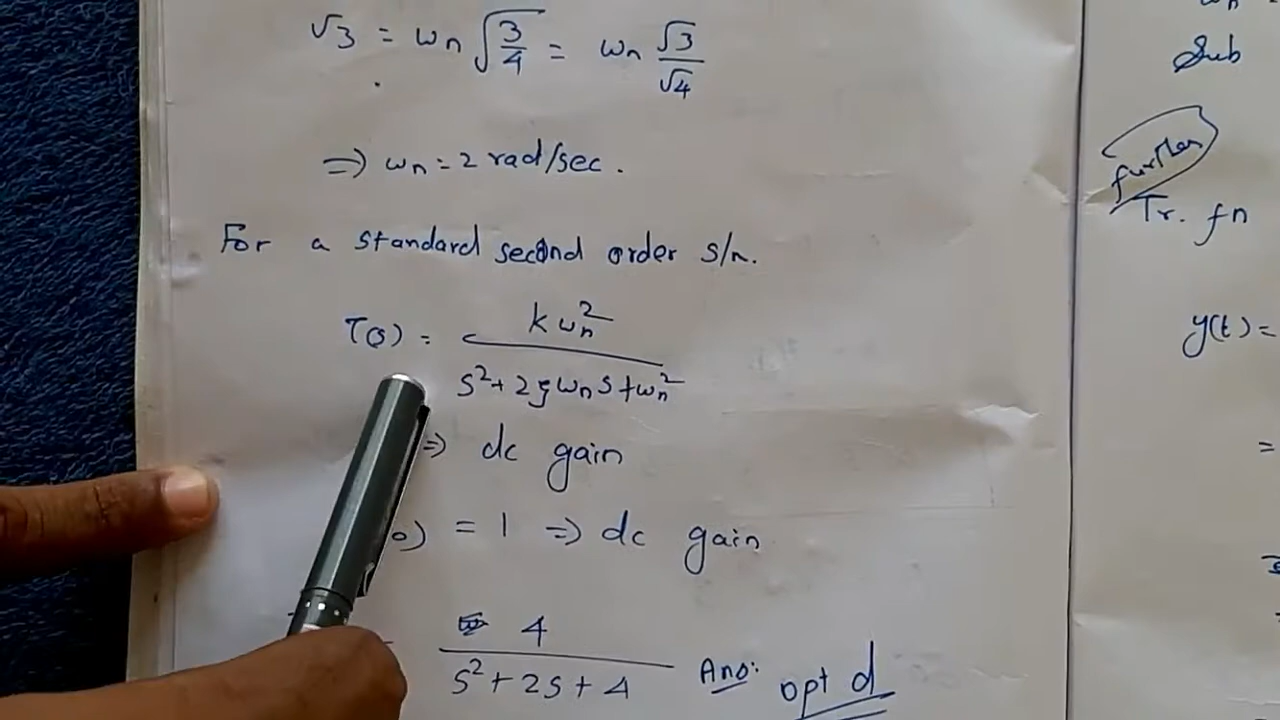 √3 = ωn √(3/4) = ωn √3/√4
⇒ ωn = 2 rad/sec.
For a standard second order s/n.
T(s) = kωn² / s² + 2ξωns + ωn²
⇒ dc gain
o) = 1 ⇒ dc gain
4 / s² + 2s + 4 Ans: opt d
Sub
further
Tr. fn
y(t) =
=